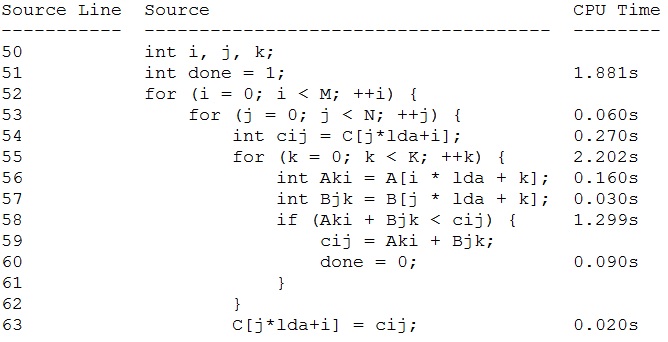 Source Line  Source                                 CPU Time
-----------  -------------------------------------  --------
50           int i, j, k;
51           int done = 1;                          1.881s
52           for (i = 0; i < M; ++i) {
53               for (j = 0; j < N; ++j) {          0.060s
54                   int cij = C[j*lda+i];          0.270s
55                   for (k = 0; k < K; ++k) {      2.202s
56                       int Aki = A[i * lda + k];  0.160s
57                       int Bjk = B[j * lda + k];  0.030s
58                       if (Aki + Bjk < cij) {     1.299s
59                           cij = Aki + Bjk;
60                           done = 0;              0.090s
61                       }
62                   }
63                   C[j*lda+i] = cij;              0.020s